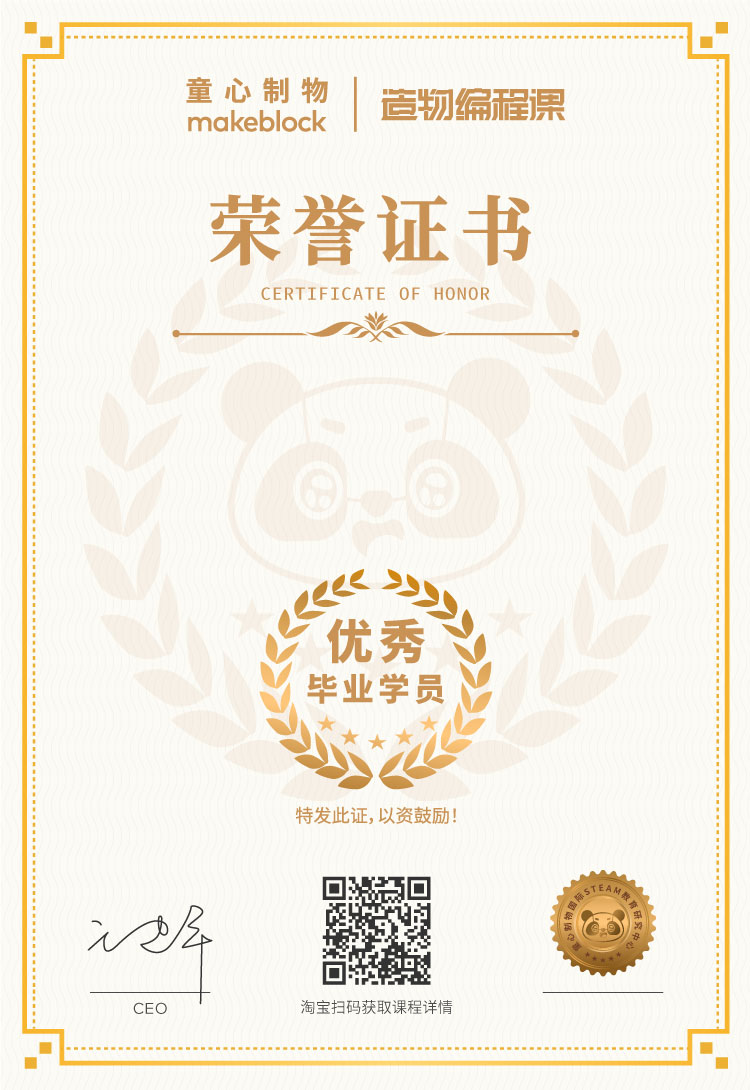 童心制物
makeblock
造物编程课
荣誉证书
CERTIFICATE OF HONOR
优秀
毕业学员
特发此证，以资鼓励！
童心制物国际STEAM教育研究中心
CEO
淘宝扫码获取课程详情